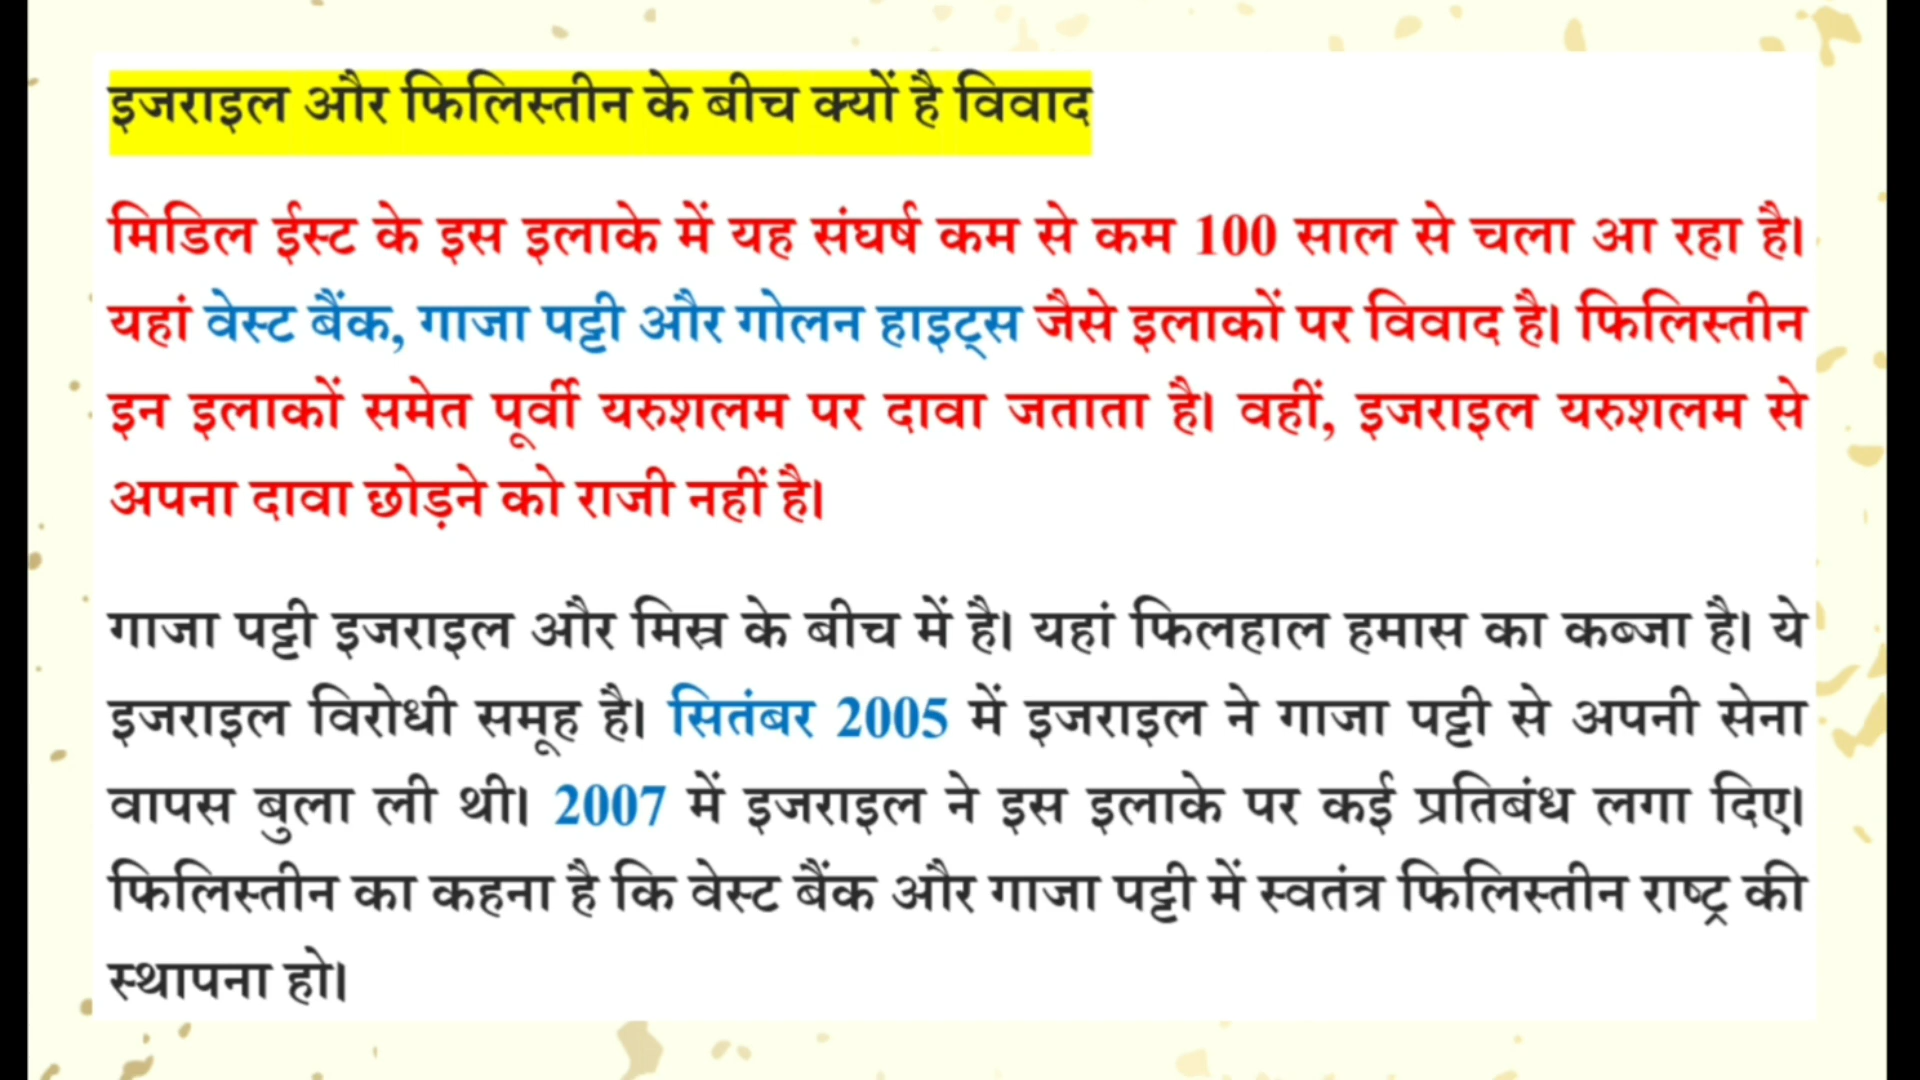 इजराइल और फिलिस्तीन के बीच क्यों है विवाद
मिडिल ईस्ट के इस इलाके में यह संघर्ष कम से कम 100 साल से चला आ रहा है।
यहां वेस्ट बैंक, गाजा पट्टी और गोलन हाइट्स जैसे इलाकों पर विवाद है। फिलिस्तीन
इन इलाकों समेत पूर्वी यरुशलम पर दावा जताता है। वहीं, इजराइल यरुशलम से
अपना दावा छोड़ने को राजी नहीं है।
गाजा पट्टी इजराइल और मिस्र के बीच में है। यहां फिलहाल हमास का कब्जा है। ये
इजराइल विरोधी समूह है। सितंबर 2005 में इजराइल ने गाजा पट्टी से अपनी सेना
वापस बुला ली थी। 2007 में इजराइल ने इस इलाके पर कई प्रतिबंध लगा दिए।
फिलिस्तीन का कहना है कि वेस्ट बैंक और गाजा पट्टी में स्वतंत्र फिलिस्तीन राष्ट्र की
स्थापना हो।